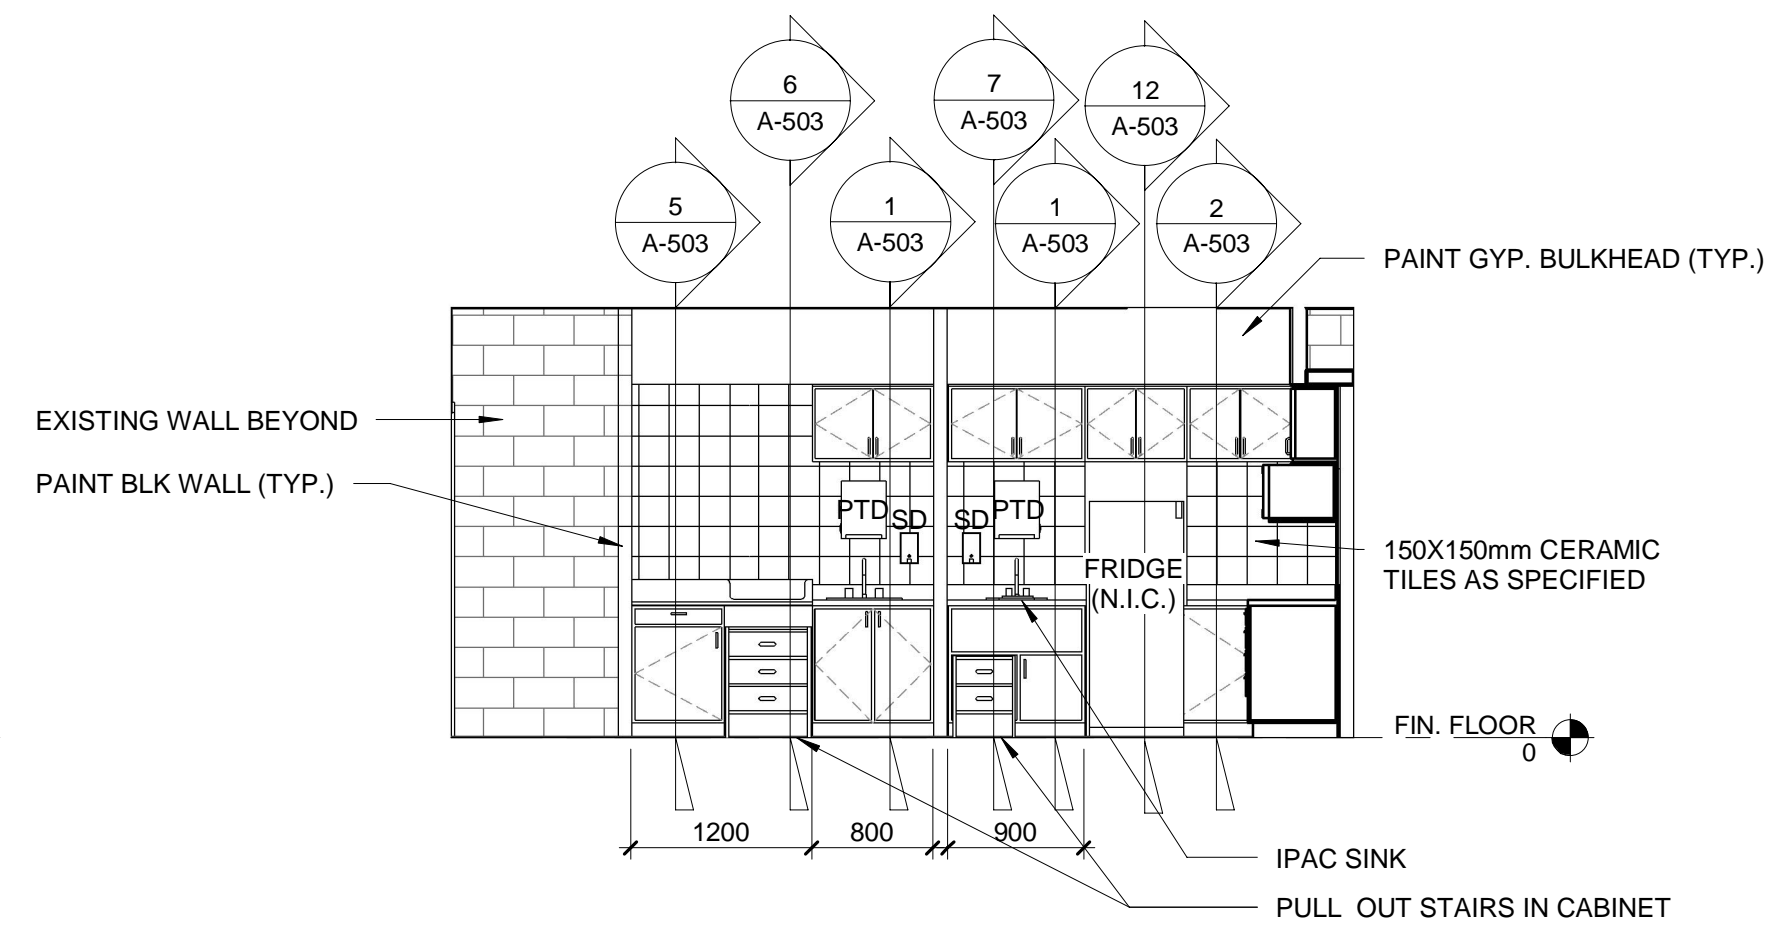 6
A-503
7
A-503
12
A-503
5
A-503
1
A-503
1
A-503
2
A-503
PAINT GYP. BULKHEAD (TYP.)
EXISTING WALL BEYOND
PAINT BLK WALL (TYP.)
PTD
SD
SD
PTD
FRIDGE
(N.I.C.)
150X150mm CERAMIC
TILES AS SPECIFIED
FIN. FLOOR
0
1200
800
900
IPAC SINK
PULL OUT STAIRS IN CABINET